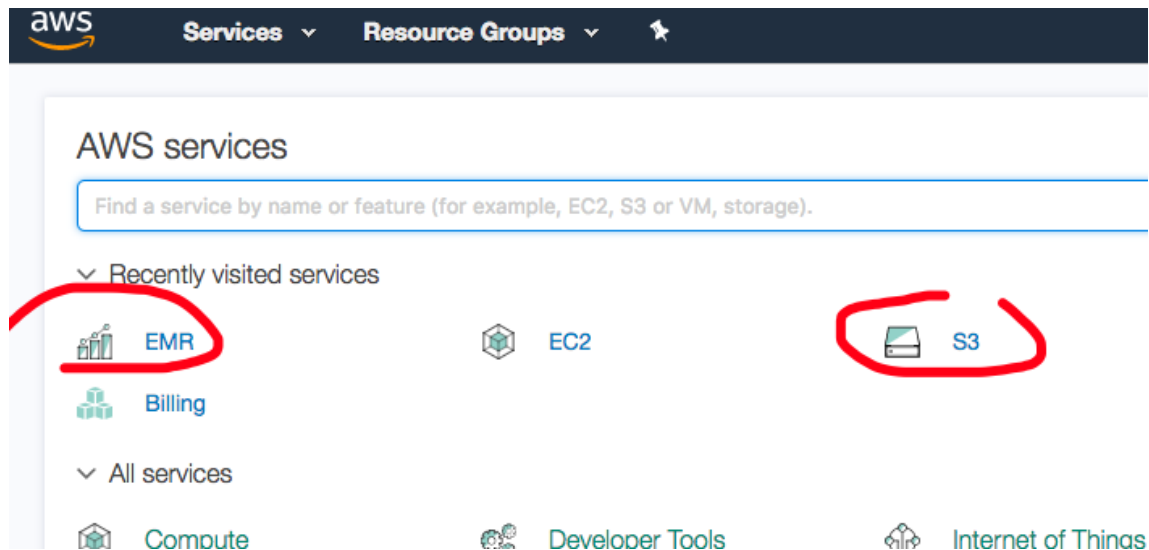 aws Services Resource Groups
AWS services
Find a service by name or feature (for example, EC2, S3 or VM, storage).
Recently visited services
EMR EC2 S3
Billing
All services
Compute Developer Tools Internet of Things